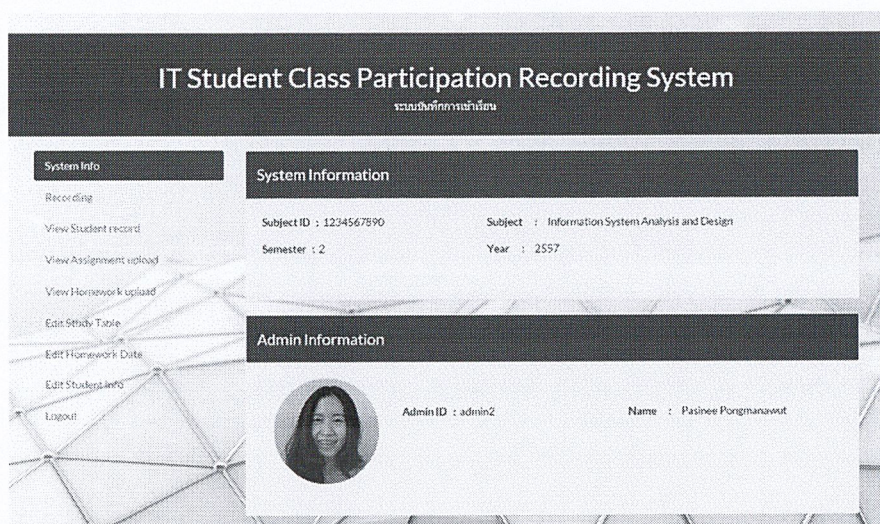 IT Student Class Participation Recording System
ระบบบันทึกการเข้าเรียน
System Info
Recording
View Student record
View Assignment upload
View Homework upload
Edit Study Table
Edit Homework Date
Edit Student Info
Logout
System Information
Subject ID : 1234567890 Subject : Information System Analysis and Design
Semester : 2 Year : 2557
Admin Information
Admin ID : admin2 Name : Pasinee Pongmanawut